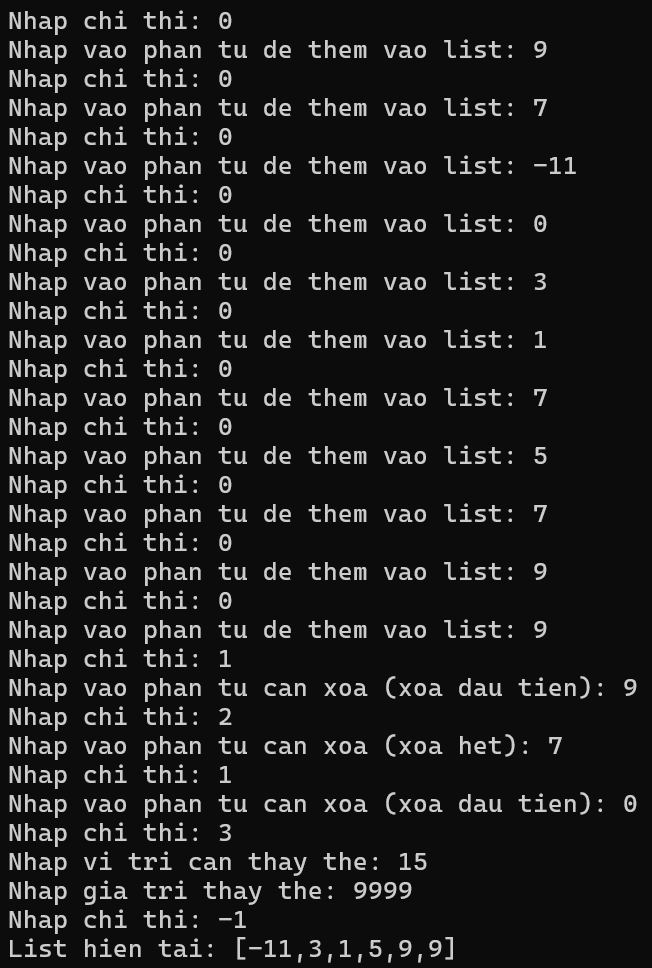 Nhap chi thi: 0
Nhap vao phan tu de them vao list: 9
Nhap chi thi: 0
Nhap vao phan tu de them vao list: 7
Nhap chi thi: 0
Nhap vao phan tu de them vao list: -11
Nhap chi thi: 0
Nhap vao phan tu de them vao list: 0
Nhap chi thi: 0
Nhap vao phan tu de them vao list: 3
Nhap chi thi: 0
Nhap vao phan tu de them vao list: 1
Nhap chi thi: 0
Nhap vao phan tu de them vao list: 7
Nhap chi thi: 0
Nhap vao phan tu de them vao list: 5
Nhap chi thi: 0
Nhap vao phan tu de them vao list: 7
Nhap chi thi: 0
Nhap vao phan tu de them vao list: 9
Nhap chi thi: 0
Nhap vao phan tu de them vao list: 9
Nhap chi thi: 1
Nhap vao phan tu can xoa (xoa dau tien): 9
Nhap chi thi: 2
Nhap vao phan tu can xoa (xoa het): 7
Nhap chi thi: 1
Nhap vao phan tu can xoa (xoa dau tien): 0
Nhap chi thi: 3
Nhap vi tri can thay the: 15
Nhap gia tri thay the: 9999
Nhap chi thi: -1
List hien tai: [-11,3,1,5,9,9]